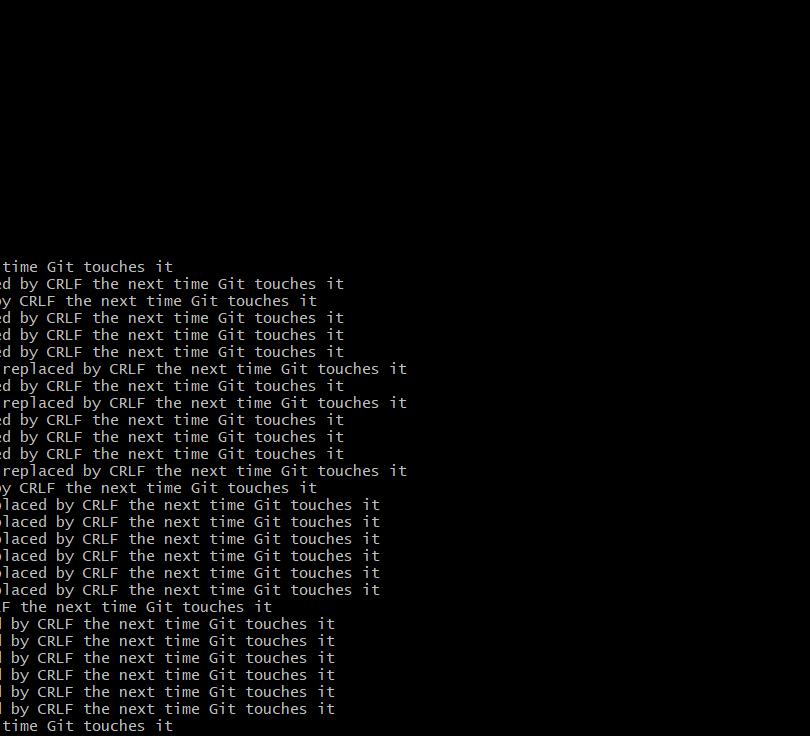 time Git touches it
ed by CRLF the next time Git touches it
by CRLF the next time Git touches it
ed by CRLF the next time Git touches it
ed by CRLF the next time Git touches it
ed by CRLF the next time Git touches it
replaced by CRLF the next time Git touches it
ed by CRLF the next time Git touches it
replaced by CRLF the next time Git touches it
ed by CRLF the next time Git touches it
ed by CRLF the next time Git touches it
ed by CRLF the next time Git touches it
replaced by CRLF the next time Git touches it
by CRLF the next time Git touches it
placed by CRLF the next time Git touches it
placed by CRLF the next time Git touches it
placed by CRLF the next time Git touches it
placed by CRLF the next time Git touches it
placed by CRLF the next time Git touches it
placed by CRLF the next time Git touches it
LF the next time Git touches it
d by CRLF the next time Git touches it
d by CRLF the next time Git touches it
d by CRLF the next time Git touches it
d by CRLF the next time Git touches it
d by CRLF the next time Git touches it
d by CRLF the next time Git touches it
time Git touches it